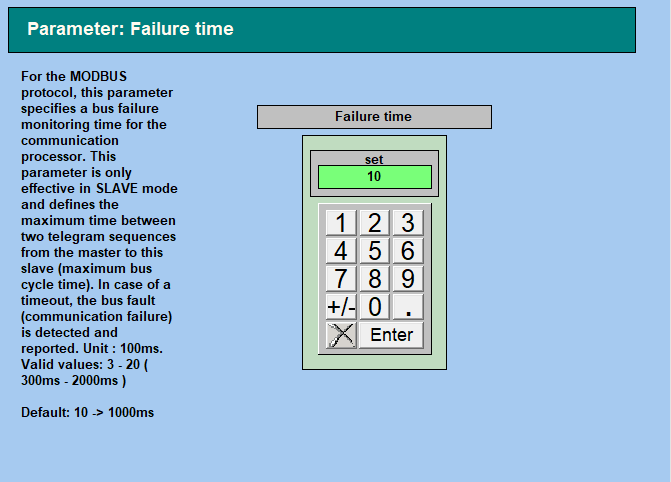 Parameter: Failure time
For the MODBUS
protocol, this parameter
specifies a bus failure
monitoring time for the
communication
processor. This
parameter is only
effective in SLAVE mode
and defines the
maximum time between
two telegram sequences
from the master to this
slave (maximum bus
cycle time). In case of a
timeout, the bus fault
(communication failure)
is detected and
reported. Unit : 100ms.
Valid values: 3 - 20 (
300ms - 2000ms )
Default: 10 -> 1000ms
Failure time
set
10
1 2 3
4 5 6
7 8 9
+/- 0 .
Enter